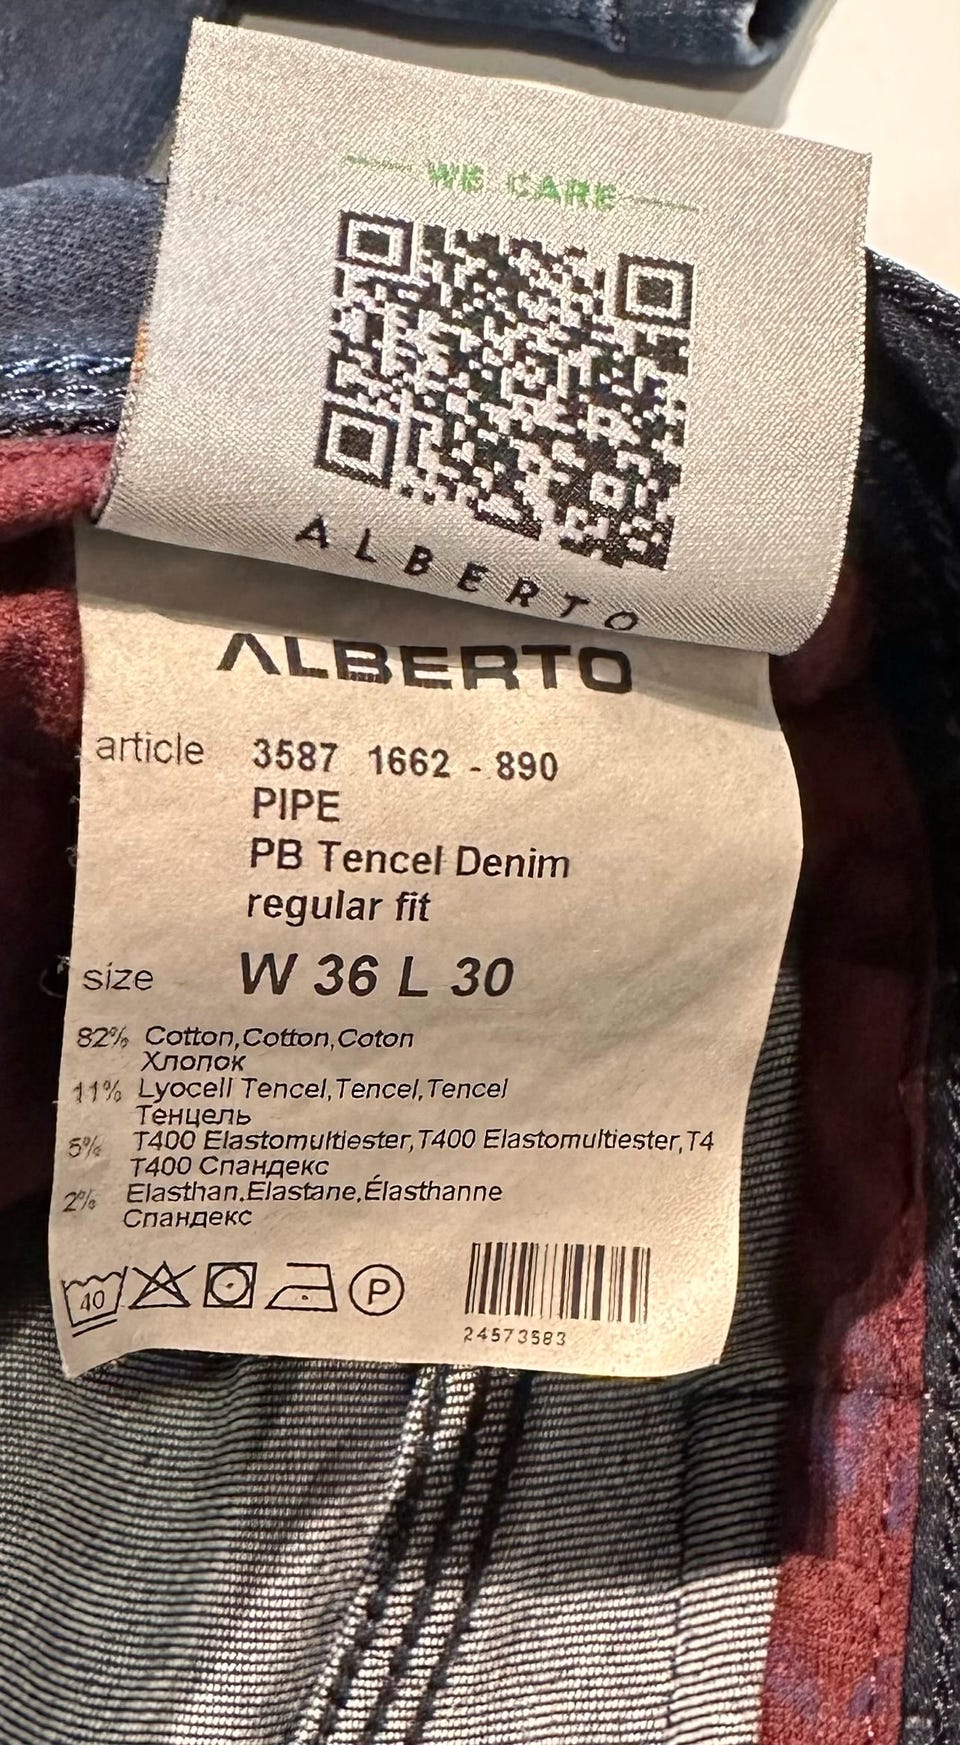 WE CARE
ALBERTO
ALBERTO
article 3587 1662 - 890
PIPE
PB Tencel Denim
regular fit
size W 36 L 30
82% Cotton,Cotton,Coton
Хлопок
11% Lyocell Tencel,Tencel,Tencel
Тенцель
5% T400 Elastomultiester,T400 Elastomultiester,T4
T400 Спандекс
2% Elasthan,Elastane,Élasthanne
Спандекс
40 P
24573583